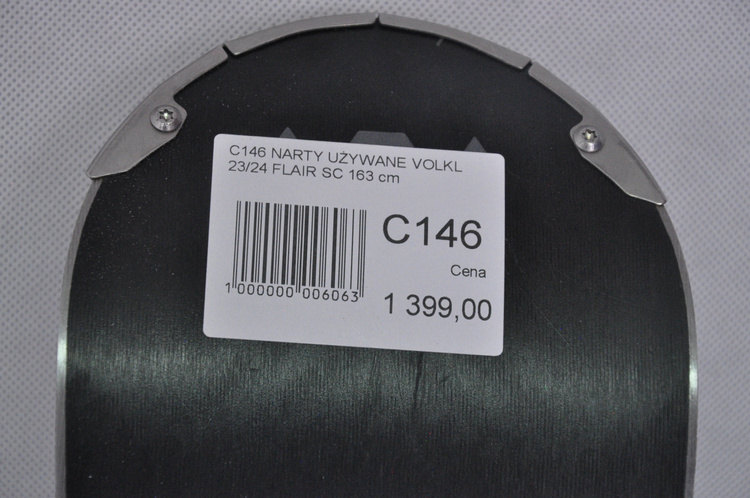 C146 NARTY UŻYWANE VOLKL
23/24 FLAIR SC 163 cm
C146
Cena
1 000000 006063
1 399,00